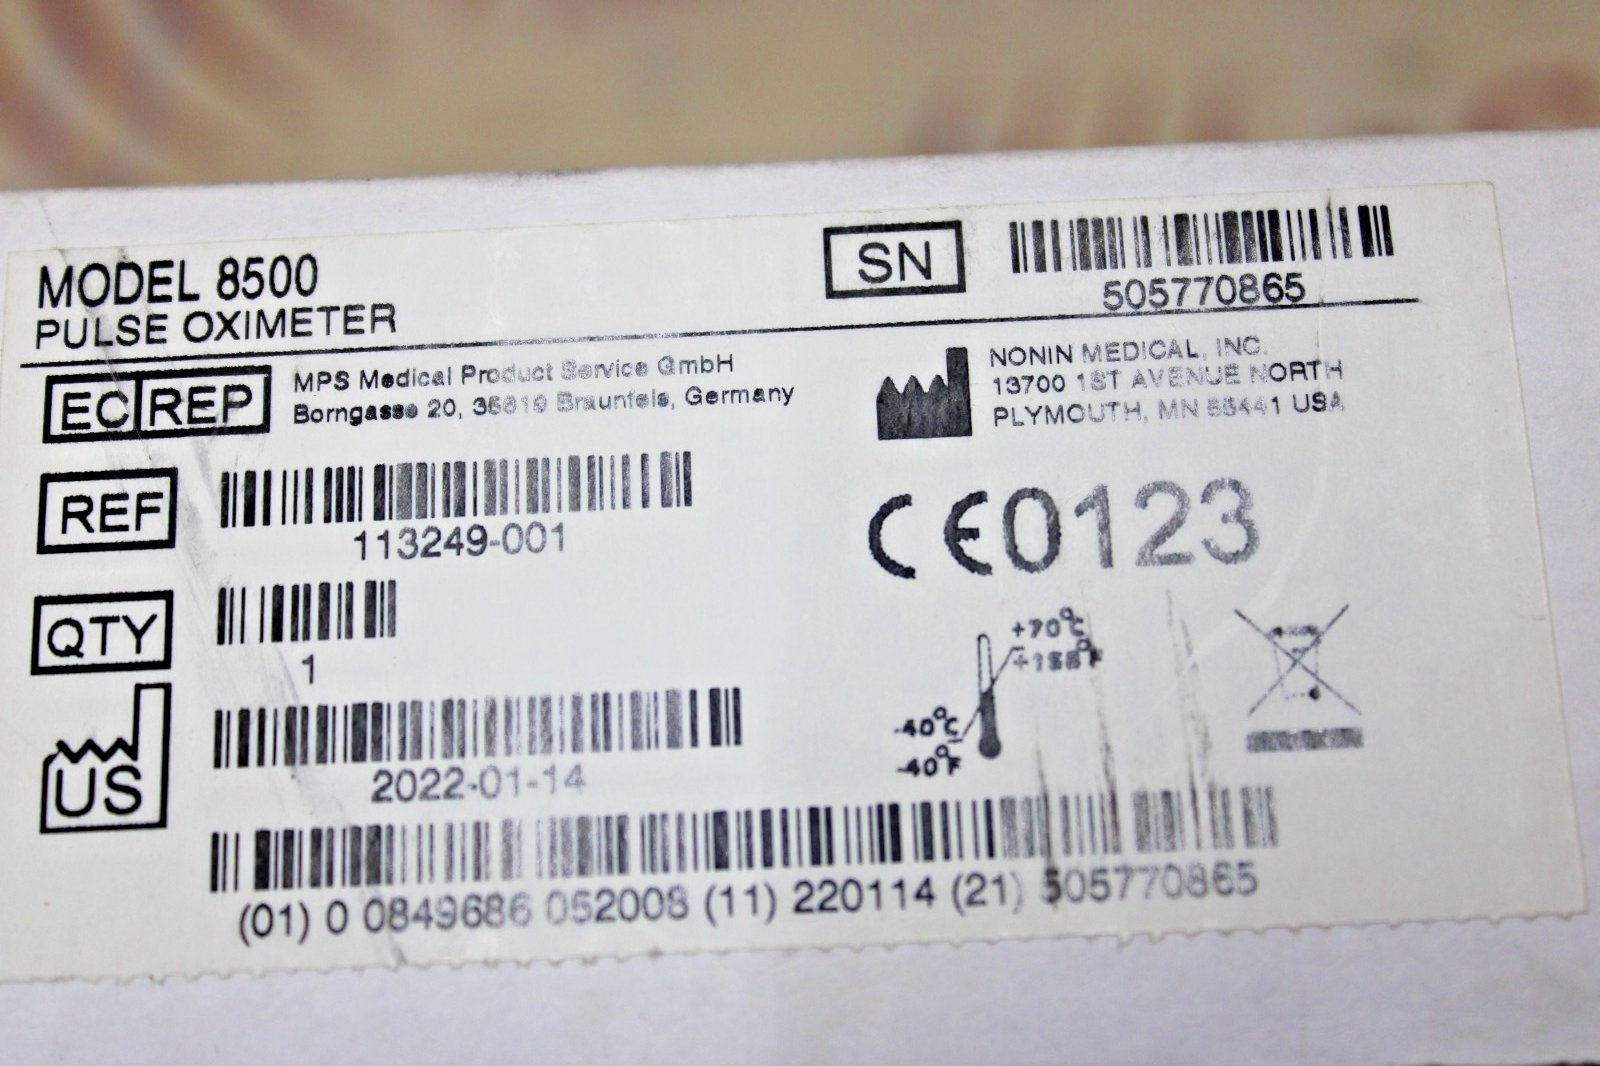 MODEL 8500
PULSE OXIMETER
SN
505770865
EC REP
MPS Medical Product Service GmbH
Borngasse 20, 35619 Braunfels, Germany
NONIN MEDICAL, INC.
13700 1ST AVENUE NORTH
PLYMOUTH, MN 55441 USA
REF
113249-001
CE0123
QTY
1
+70°C
-40°C
-40°F
US
2022-01-14
(01) 0 0849686 052008 (11) 220114 (21) 505770865